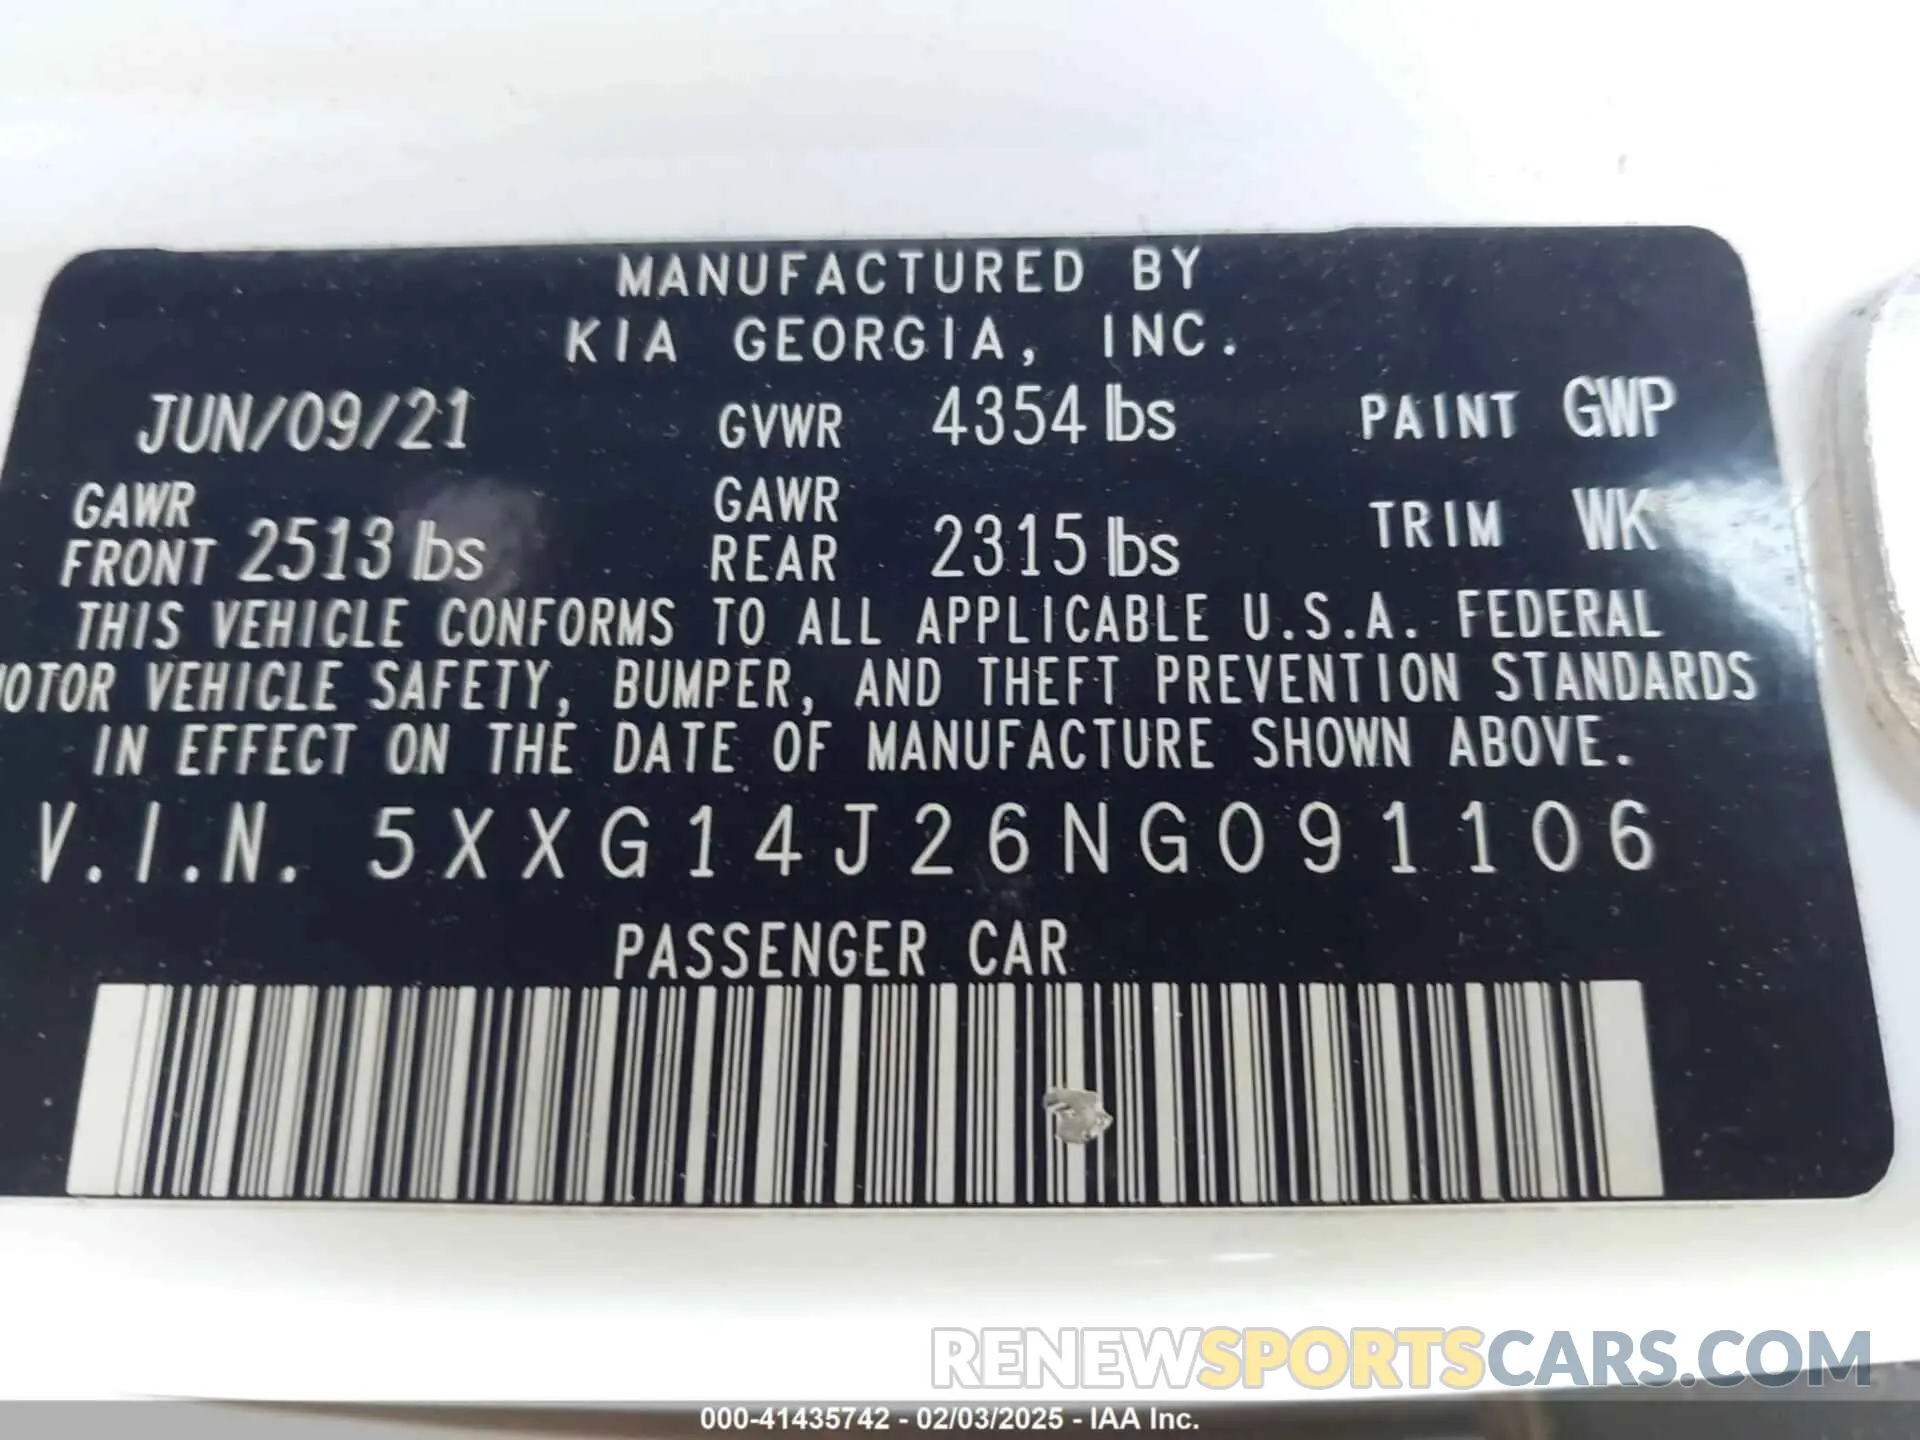 MANUFACTURED BY
KIA GEORGIA, INC.
JUN/09/21 GVWR 4354 lbs PAINT GWP
GAWR FRONT 2513 lbs GAWR REAR 2315 lbs TRIM WK
THIS VEHICLE CONFORMS TO ALL APPLICABLE U.S.A. FEDERAL
OTOR VEHICLE SAFETY, BUMPER, AND THEFT PREVENTION STANDARDS
IN EFFECT ON THE DATE OF MANUFACTURE SHOWN ABOVE.
V.I.N. 5XXG14J26NG091106
PASSENGER CAR
RENEWSPORTSCARS.COM
000-41435742 - 02/03/2025 - IAA Inc.